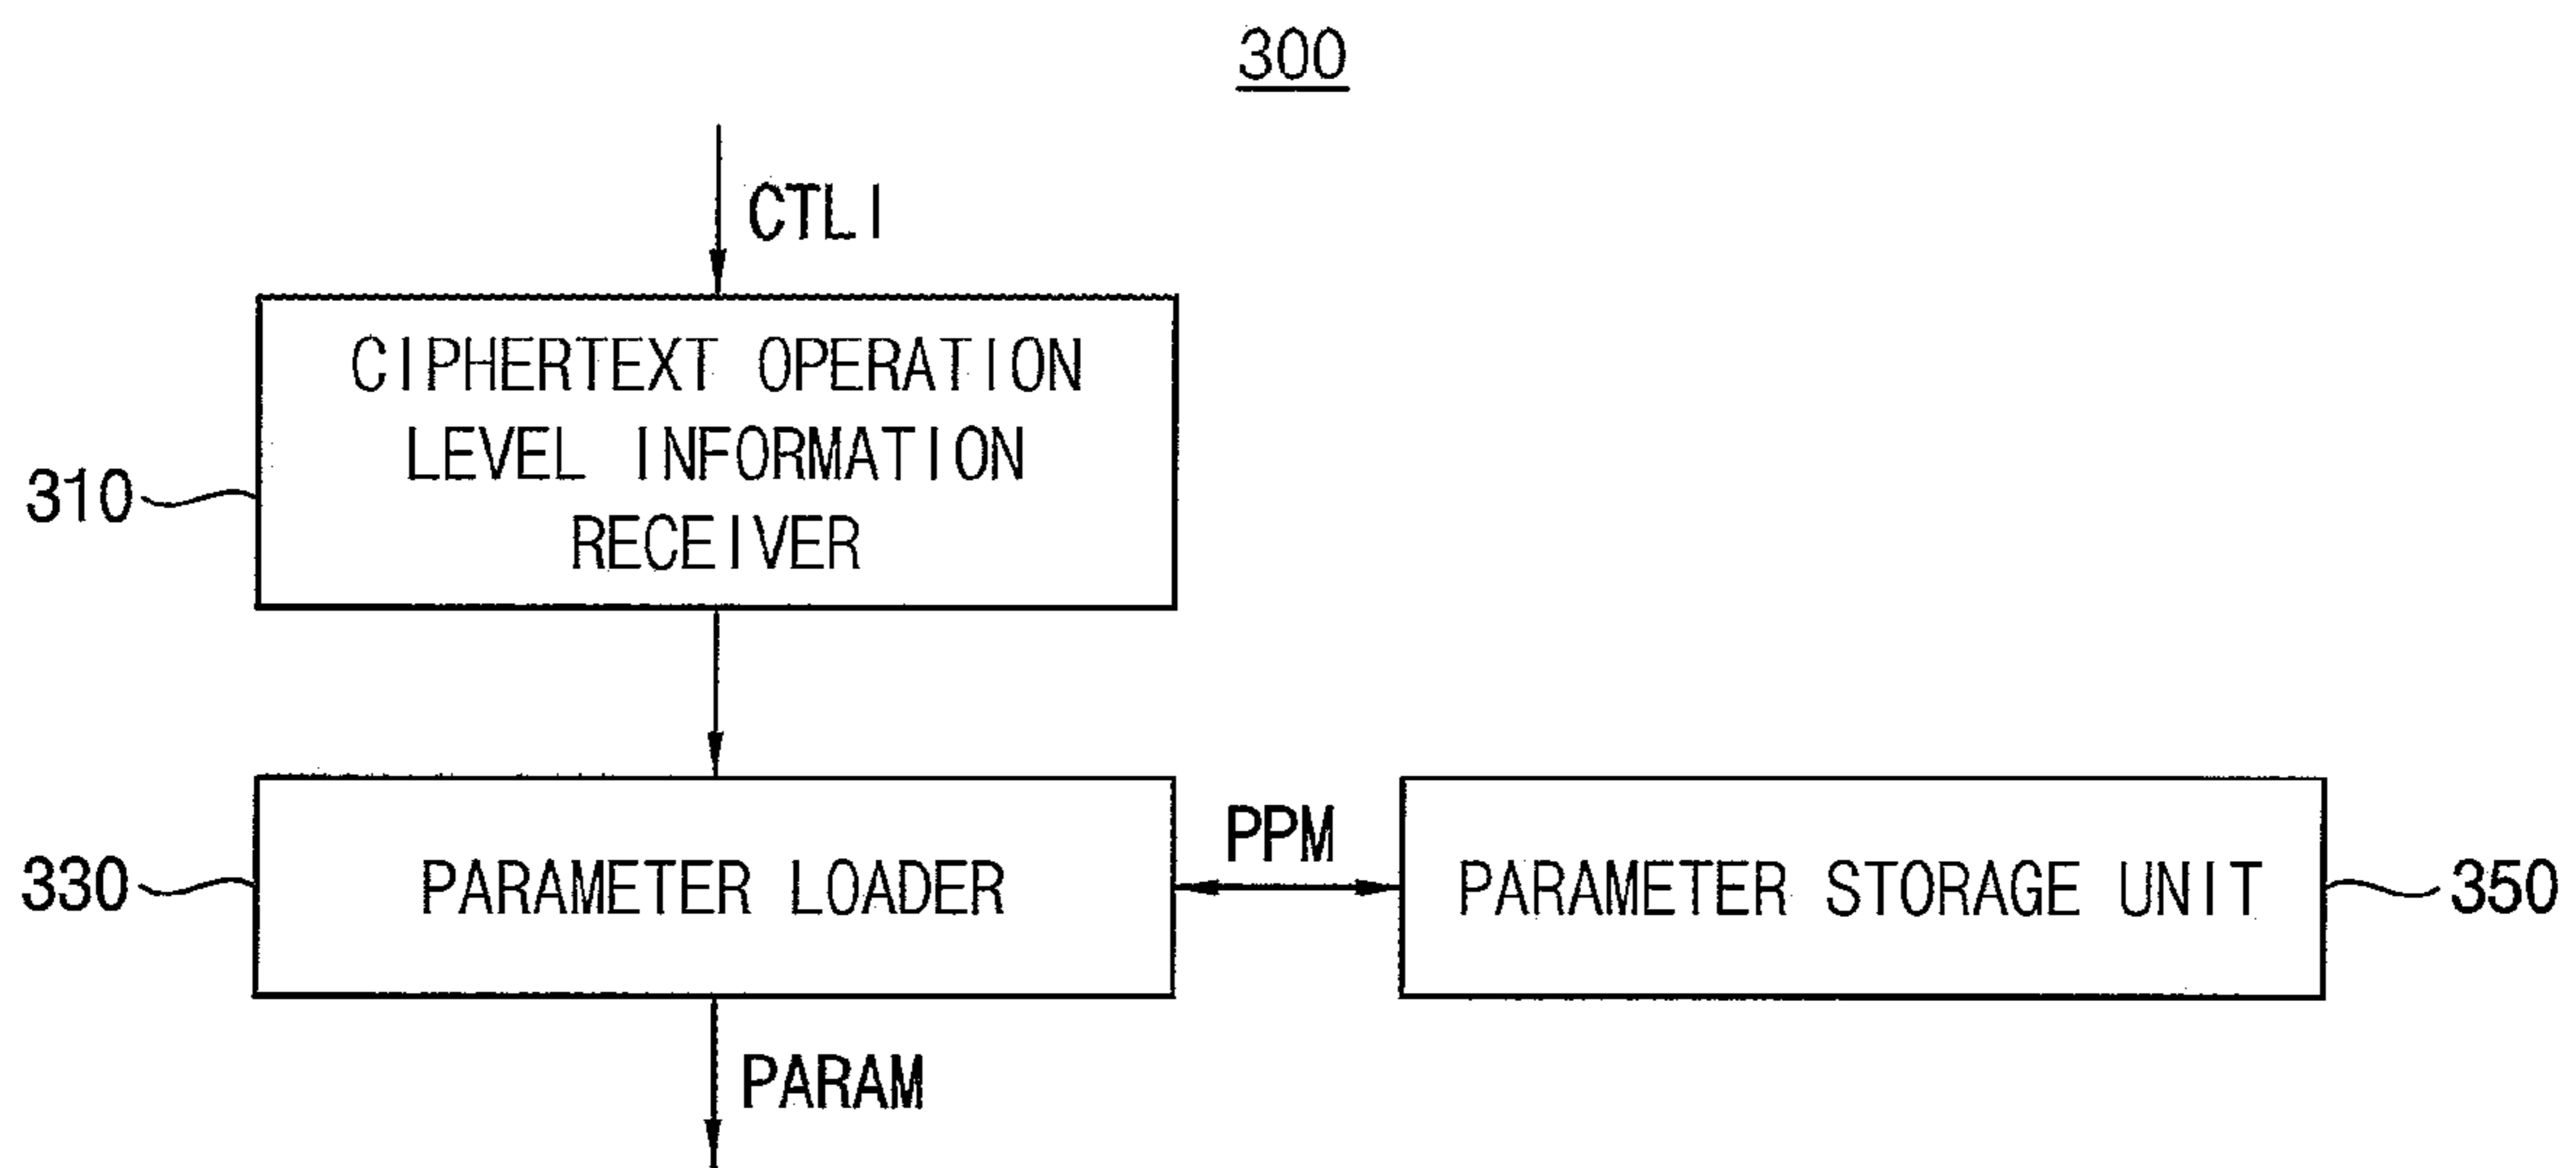 300
CTLI
CIPHERTEXT OPERATION
LEVEL INFORMATION
RECEIVER
310
PPM
330
PARAMETER LOADER
PARAMETER STORAGE UNIT
350
PARAM